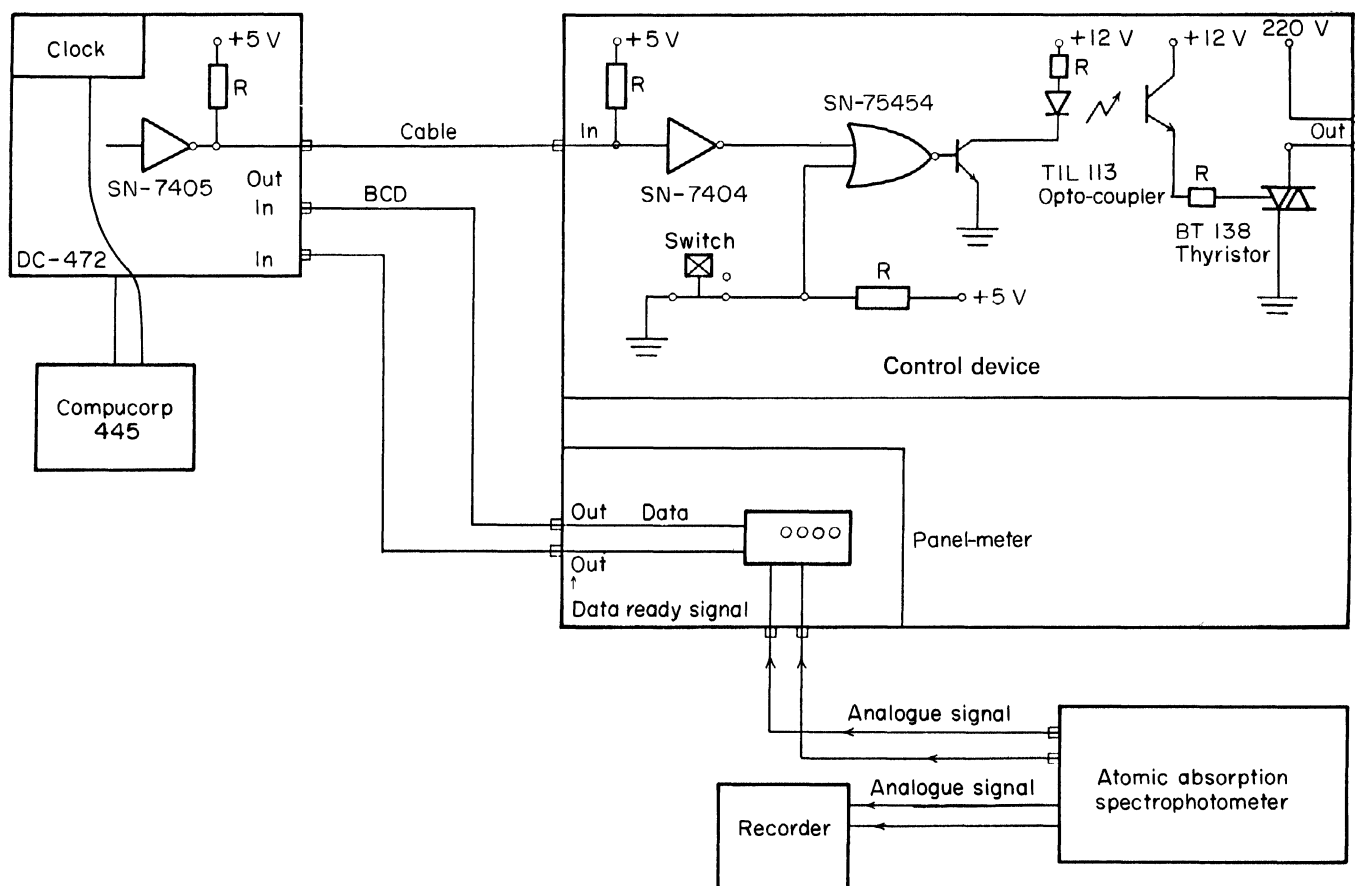 Clock
+5 V
R
SN-7405
Out
In
In
DC-472
Cable
BCD
Compucorp
445
+5 V
R
In
SN-7404
SN-75454
+12 V
R
+12 V
220 V
Out
TIL 113
Opto-coupler
R
BT 138
Thyristor
Switch
R
+5 V
Control device
Out
Data
Out
↑
Data ready signal
Panel-meter
Analogue signal
Analogue signal
Recorder
Atomic absorption
spectrophotometer